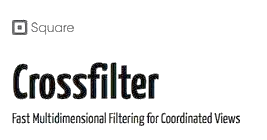 Square
Crossfilter
Fast Multidimensional Filtering for Coordinated Views